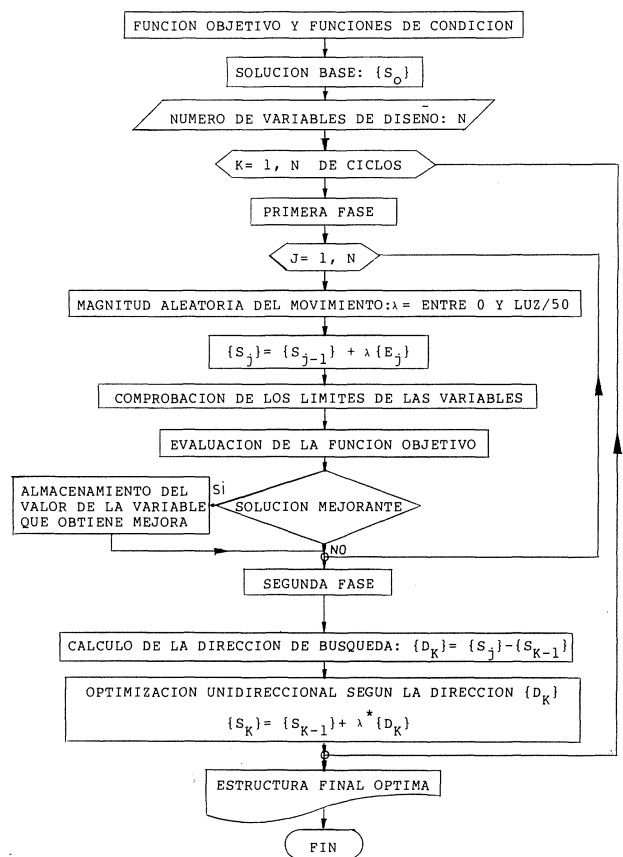 FUNCION OBJETIVO Y FUNCIONES DE CONDICION
SOLUCION BASE: {S_o}
NUMERO DE VARIABLES DE DISEÑO: N
K= 1, N DE CICLOS
PRIMERA FASE
J= 1, N
MAGNITUD ALEATORIA DEL MOVIMIENTO:λ= ENTRE 0 Y LUZ/50
{S_j}= {S_j-1} + λ{E_j}
COMPROBACION DE LOS LIMITES DE LAS VARIABLES
EVALUACION DE LA FUNCION OBJETIVO
SOLUCION MEJORANTE
Si
ALMACENAMIENTO DEL
VALOR DE LA VARIABLE
QUE OBTIENE MEJORA
NO
SEGUNDA FASE
CALCULO DE LA DIRECCION DE BUSQUEDA: {D_K}= {S_j}-{S_K-1}
OPTIMIZACION UNIDIRECCIONAL SEGUN LA DIRECCION {D_K}
{S_K}= {S_K-1}+ λ*{D_K}
ESTRUCTURA FINAL OPTIMA
FIN